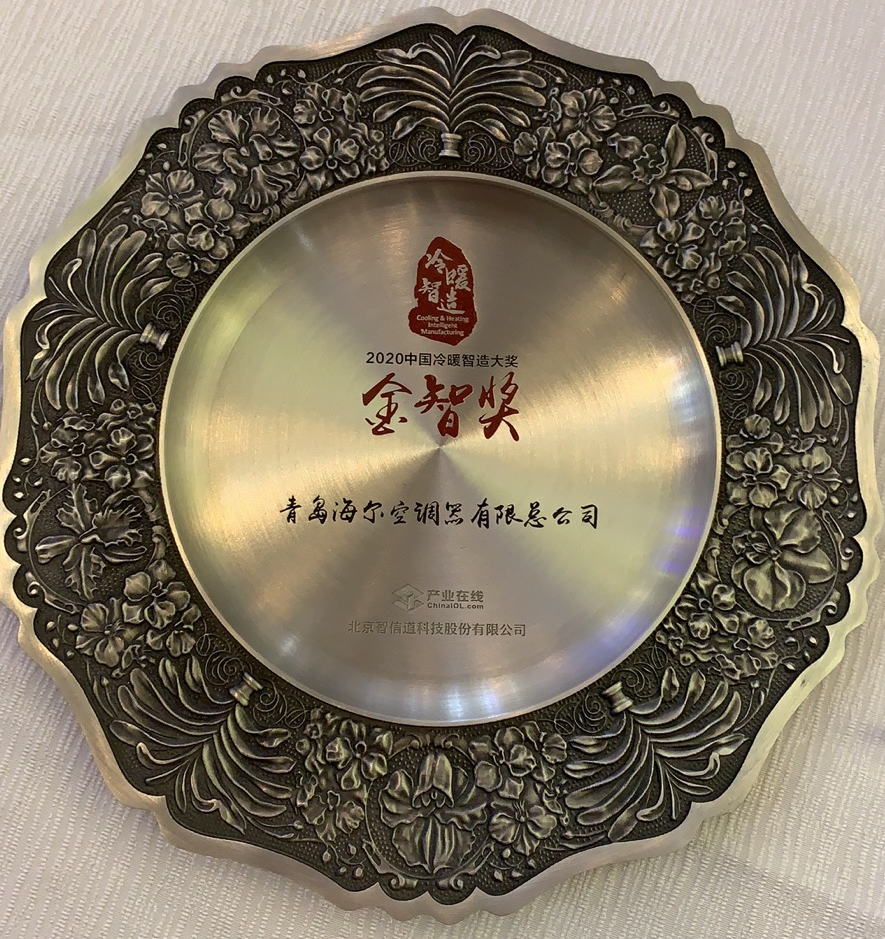 冷暖
智造
Cooling & Heating
Intelligent
Manufacturing
2020中国冷暖智造大奖
金智奖
青岛海尔空调器有限总公司
产业在线
ChinaIOL.com
北京智信道科技股份有限公司